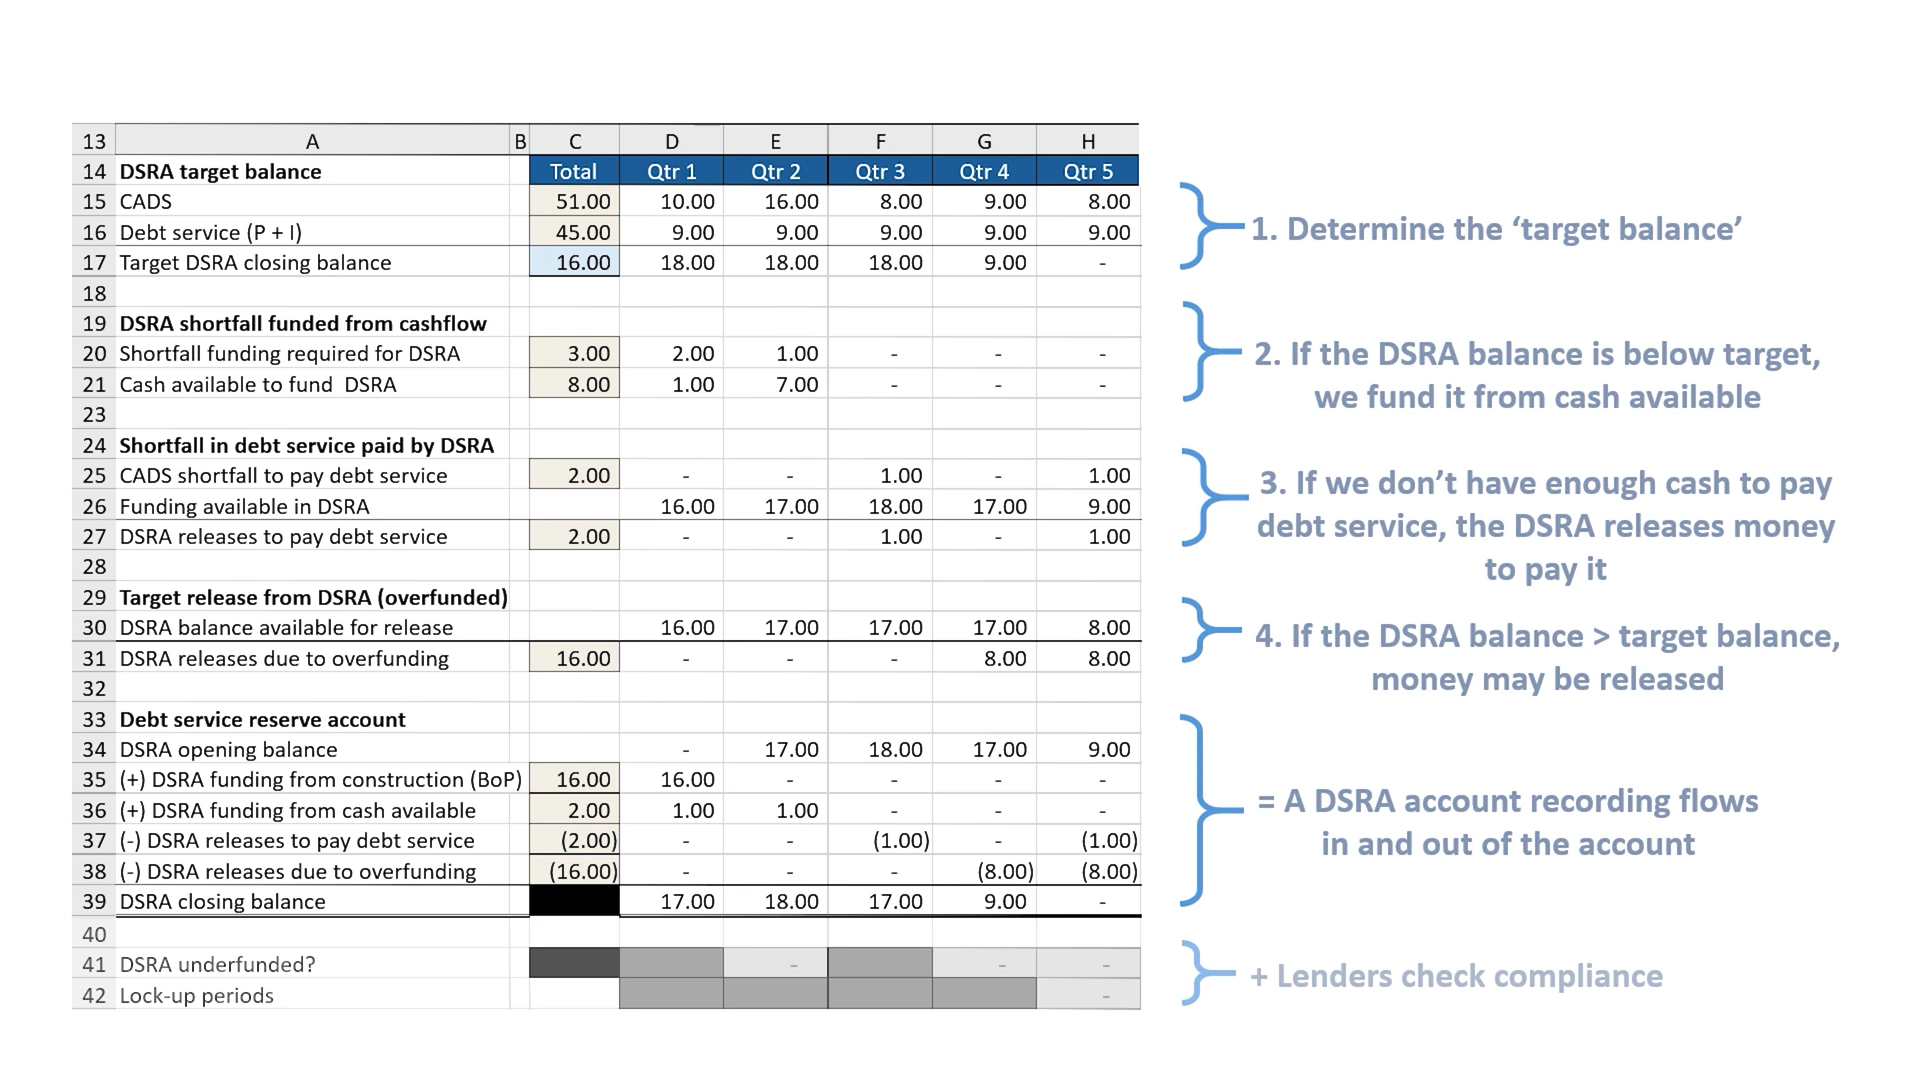 13 A B C D E F G H
14 DSRA target balance Total Qtr 1 Qtr 2 Qtr 3 Qtr 4 Qtr 5
15 CADS 51.00 10.00 16.00 8.00 9.00 8.00
16 Debt service (P + I) 45.00 9.00 9.00 9.00 9.00 9.00
17 Target DSRA closing balance 16.00 18.00 18.00 18.00 9.00 -
18
19 DSRA shortfall funded from cashflow
20 Shortfall funding required for DSRA 3.00 2.00 1.00 - - -
21 Cash available to fund DSRA 8.00 1.00 7.00 - - -
23
24 Shortfall in debt service paid by DSRA
25 CADS shortfall to pay debt service 2.00 - - 1.00 - 1.00
26 Funding available in DSRA 16.00 17.00 18.00 17.00 9.00
27 DSRA releases to pay debt service 2.00 - - 1.00 - 1.00
28
29 Target release from DSRA (overfunded)
30 DSRA balance available for release 16.00 17.00 17.00 17.00 8.00
31 DSRA releases due to overfunding 16.00 - - - 8.00 8.00
32
33 Debt service reserve account
34 DSRA opening balance - 17.00 18.00 17.00 9.00
35 (+) DSRA funding from construction (BoP) 16.00 16.00 - - - -
36 (+) DSRA funding from cash available 2.00 1.00 1.00 - - -
37 (-) DSRA releases to pay debt service (2.00) - - (1.00) - (1.00)
38 (-) DSRA releases due to overfunding (16.00) - - - (8.00) (8.00)
39 DSRA closing balance 17.00 18.00 17.00 9.00 -
40
41 DSRA underfunded? - - -
42 Lock-up periods -
1. Determine the ‘target balance’
2. If the DSRA balance is below target,
we fund it from cash available
3. If we don’t have enough cash to pay
debt service, the DSRA releases money
to pay it
4. If the DSRA balance > target balance,
money may be released
= A DSRA account recording flows
in and out of the account
+ Lenders check compliance